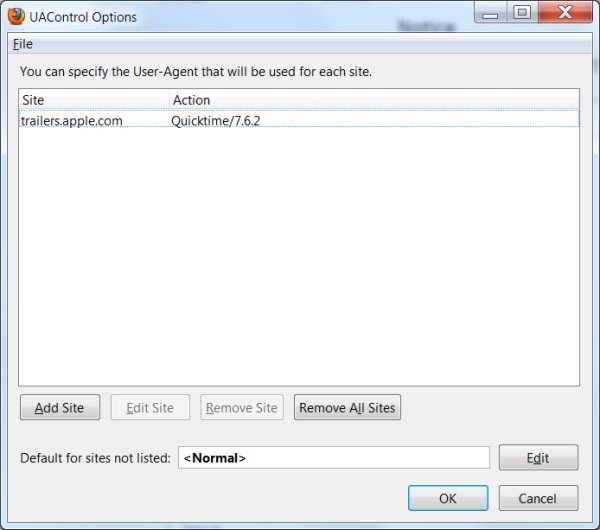 UAControl Options
Notice
File
You can specify the User-Agent that will be used for each site.
Site Action
trailers.apple.com Quicktime/7.6.2
Add Site Edit Site Remove Site Remove All Sites
Default for sites not listed: <Normal> Edit
OK Cancel